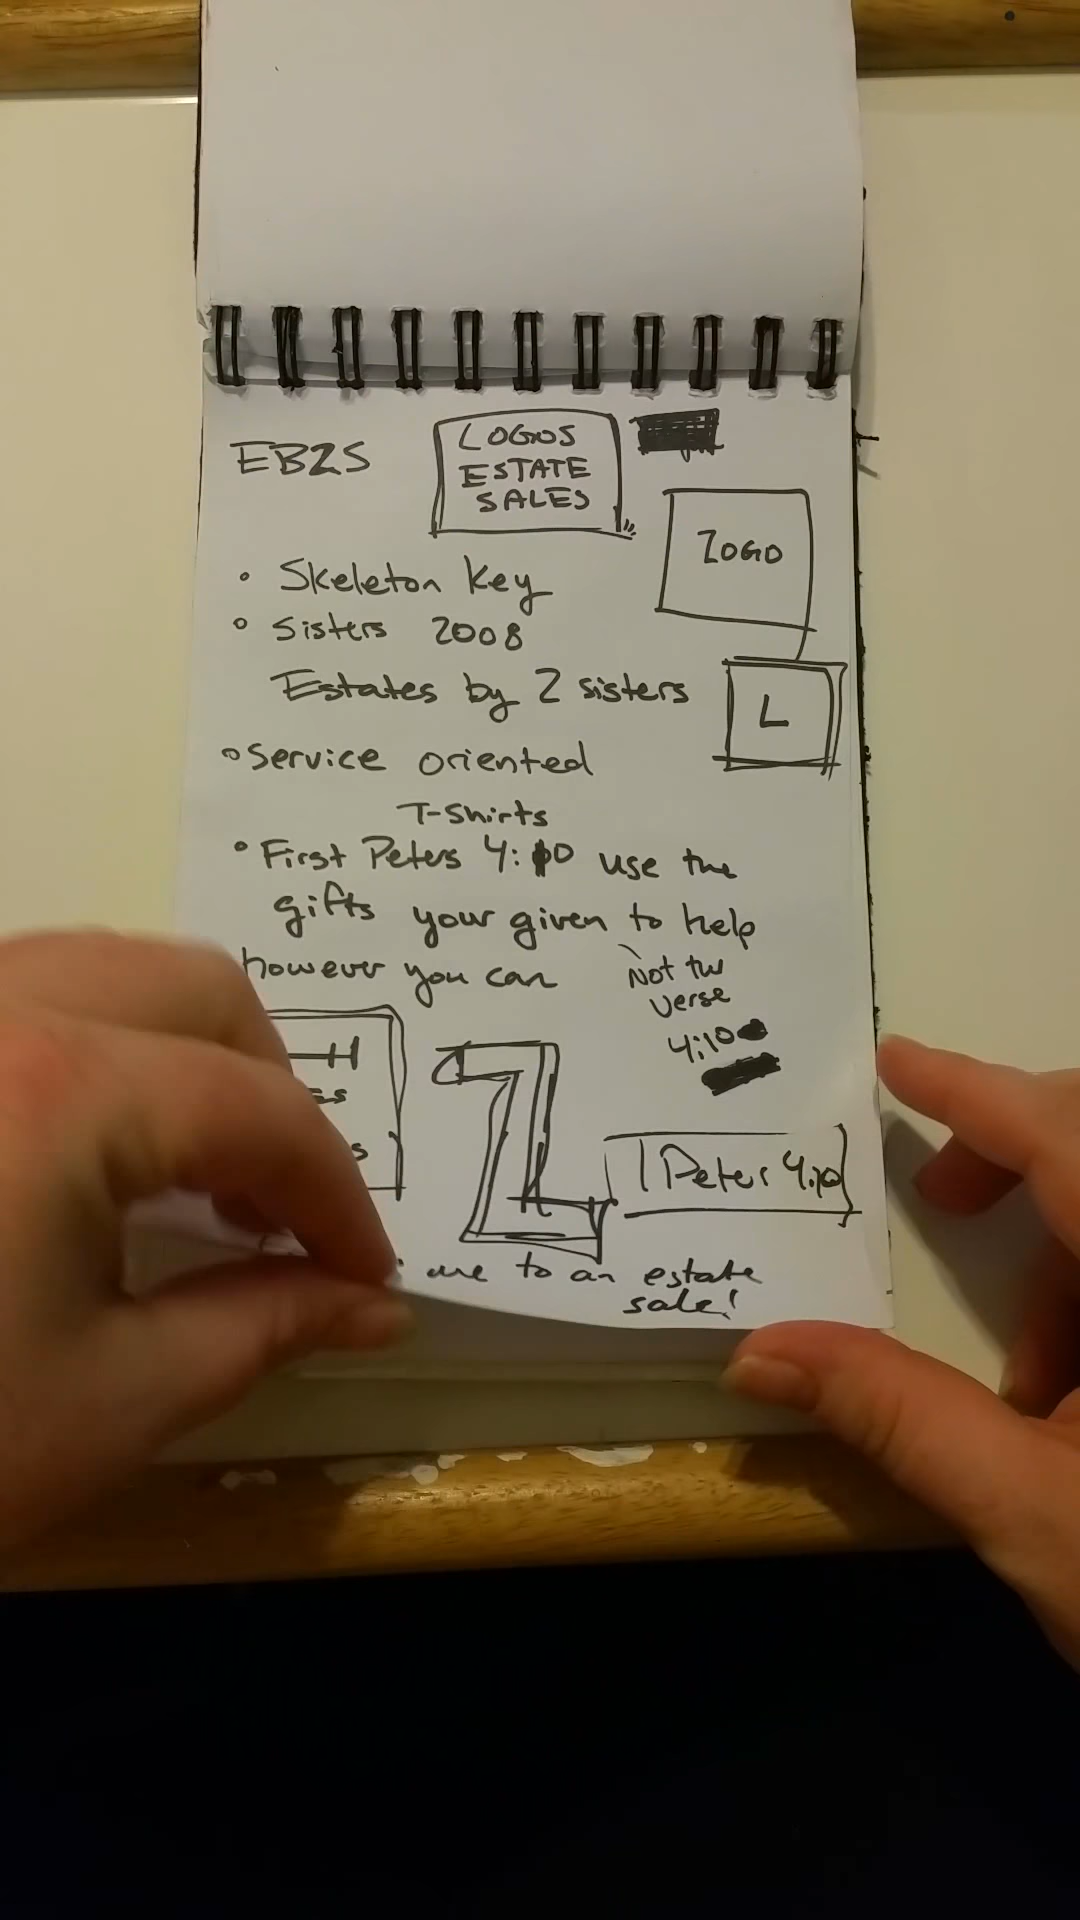 EB2S
LOGOS
ESTATE
SALES
LOGO
• Skeleton Key
• Sisters 2008
Estates by 2 sisters
L
• Service oriented
T-Shirts
• First Peters 4:10 use the
gifts your given to help
however you can
Not the
verse
4:10
1 Peter 4:10
me to an estate
sale!